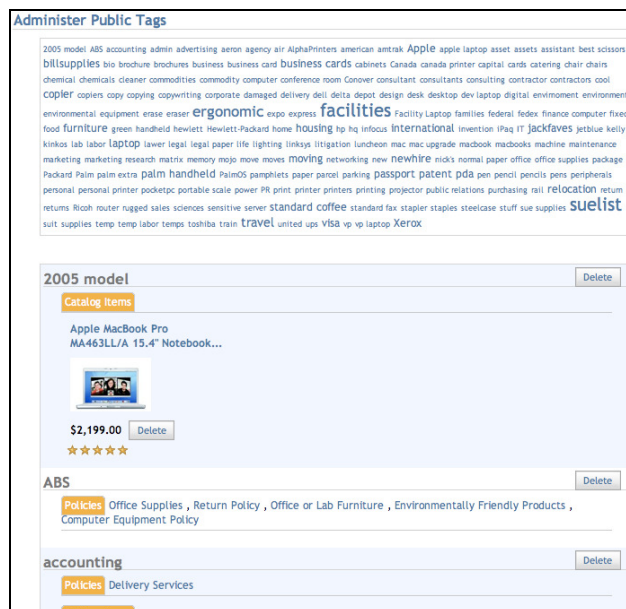 Administer Public Tags
2005 model ABS accounting admin advertising aeron agency air AlphaPrinters american amtrak Apple apple laptop asset assets assistant best scissors
billsupplies bio brochure brochures business business card business cards cabinets Canada canada printer capital cards catering chair chairs
chemical chemicals cleaner commodities commodity computer conference room Conover consultant consultants consulting contractor contractors cool
copier copiers copy copying copywriting corporate damaged delivery dell delta depot design desk desktop dev laptop digital enviroment environment
environmental equipment erase eraser ergonomic expo express facilities Facility Laptop families federal fedex finance computer fixed
food furniture green handheld hewlett Hewlett-Packard home housing hp hq infocus international invention iPaq IT jackfaves jetblue kelly
kinkos lab labor laptop lawer legal legal paper life lighting linksys litigation luncheon mac mac upgrade macbook macbooks machine maintenance
marketing marketing research matrix memory mojo move moves moving networking new newhire nick's normal paper office office supplies package
Packard Palm palm extra palm handheld PalmOS pamphlets paper parcel parking passport patent pda pen pencil pencils pens peripherals
personal personal printer pocketpc portable scale power PR print printer printers printing projector public relations purchasing rail relocation return
returns Ricoh router rugged sales sciences sensitive server standard coffee standard fax stapler staples steelcase stuff sue supplies suelist
suit supplies temp temp labor temps toshiba train travel united ups visa vp vp laptop Xerox
2005 model Delete
Catalog Items
Apple MacBook Pro
MA463LL/A 15.4" Notebook...
$2,199.00 Delete
ABS Delete
Policies Office Supplies , Return Policy , Office or Lab Furniture , Environmentally Friendly Products ,
Computer Equipment Policy
accounting Delete
Policies Delivery Services